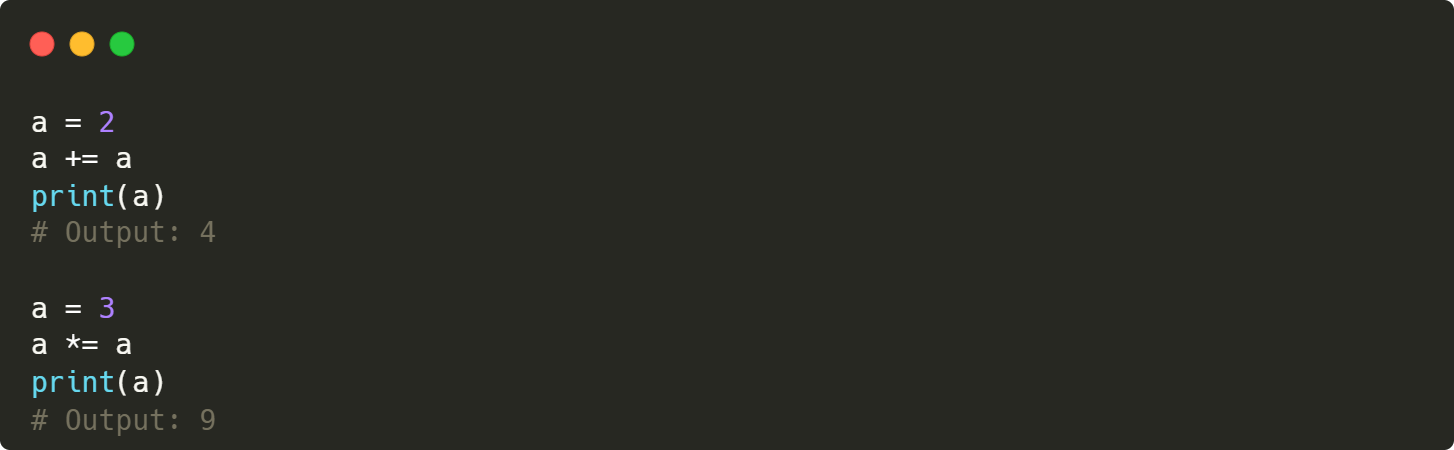 a = 2
a += a
print(a)
# Output: 4
a = 3
a *= a
print(a)
# Output: 9